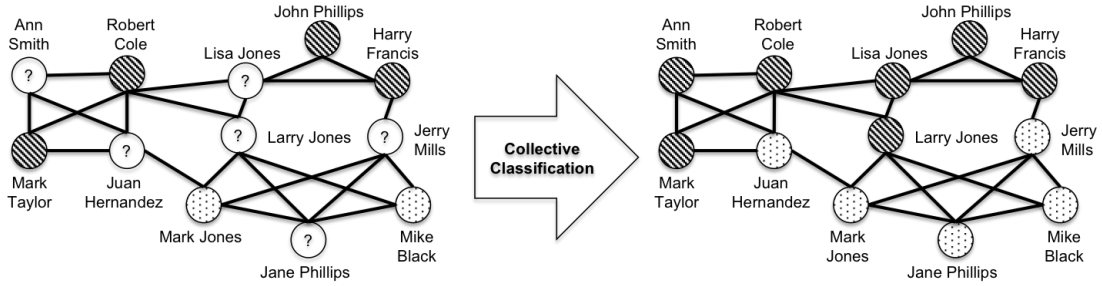 Ann
Smith
Robert
Cole
Lisa Jones
John Phillips
Harry
Francis
?
?
?
?
?
Larry Jones
Jerry
Mills
Mark
Taylor
Juan
Hernandez
Mark Jones
?
Mike
Black
Jane Phillips
Collective
Classification
Ann
Smith
Robert
Cole
Lisa Jones
John Phillips
Harry
Francis
Larry Jones
Jerry
Mills
Mark
Taylor
Juan
Hernandez
Mark
Jones
Mike
Black
Jane Phillips